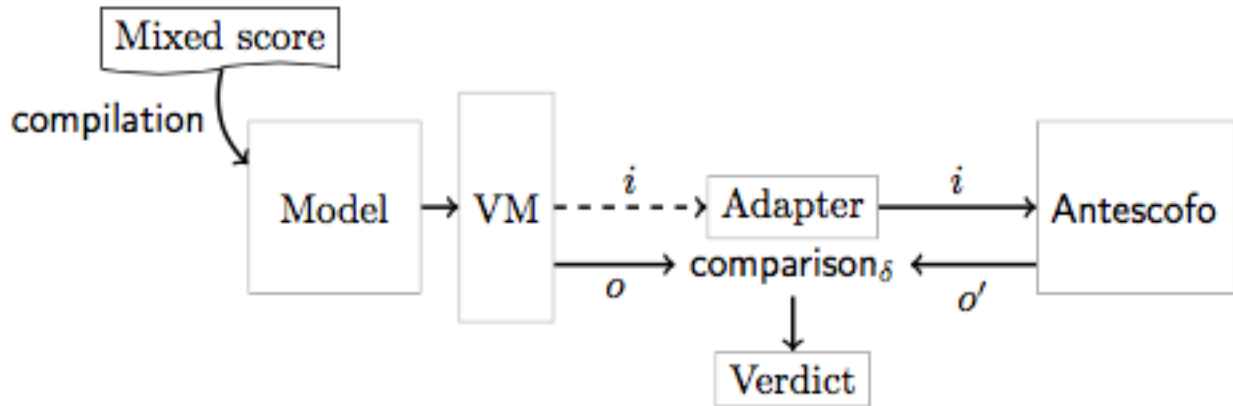 Mixed score
compilation
Model
VM
i
Adapter
i
Antescofo
o
comparisonδ
o′
Verdict